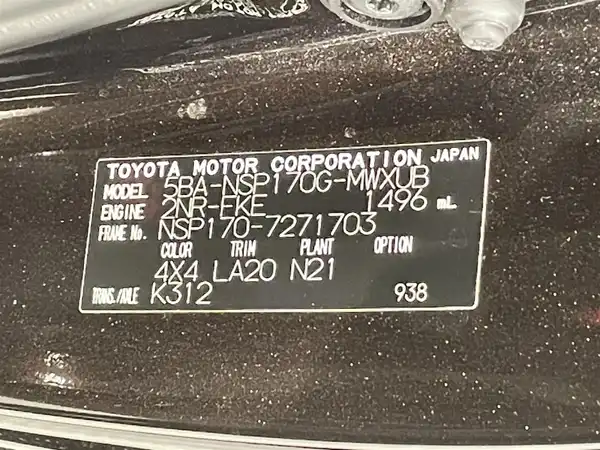 TOYOTA MOTOR CORPORATION JAPAN
MODEL 5BA-NSP170G-MWXUB
ENGINE 2NR-FKE 1496 mL
FRAME No. NSP170-7271703
COLOR TRIM PLANT OPTION
4X4 LA20 N21
TRANS./AXLE K312 938